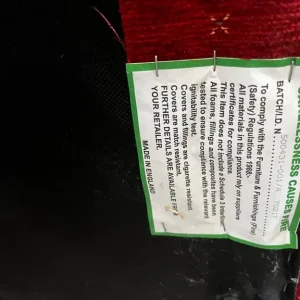 CARELESSNESS CAUSES FIRE
BATCH/I.D. N
To comply with the Furniture & Furnishings (Fire)
(Safety) Regulations 1988:-
All materials in this product rely on suppliers
certificates for compliance.
This item does not include a Schedule 3 interliner
All foams, fillings and composites have been
tested to ensure compliance with the relevant
ignitability test.
Covers and fillings are cigarette resistant.
Covers are match resistant.
FURTHER DETAILS ARE AVAILABLE
YOUR RETAILER.
MADE IN ENGLAND